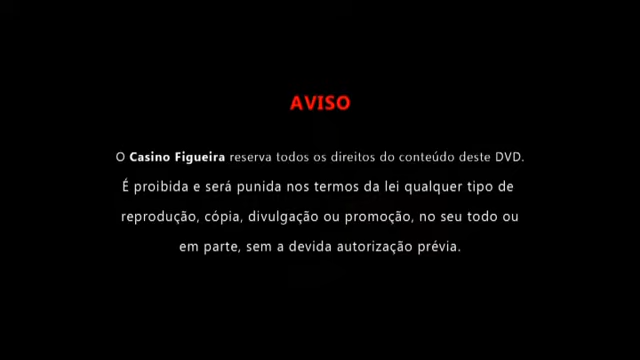 AVISO
O Casino Figueira reserva todos os direitos do conteúdo deste DVD.
É proibida e será punida nos termos da lei qualquer tipo de
reprodução, cópia, divulgação ou promoção, no seu todo ou
em parte, sem a devida autorização prévia.